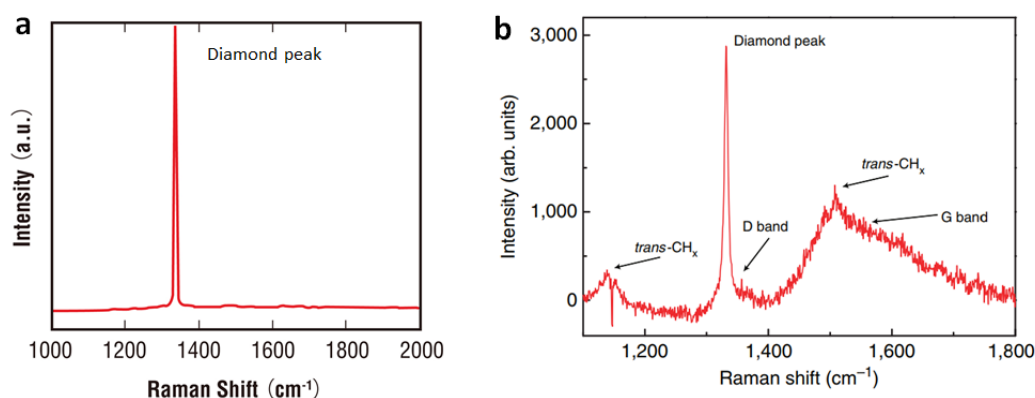 a
Diamond peak
Intensity (a.u.)
1000 1200 1400 1600 1800 2000
Raman Shift (cm-1)
b
3,000
2,000
1,000
0
Intensity (arb. units)
Diamond peak
trans-CHx
D band
trans-CHx
G band
1,200 1,400 1,600 1,800
Raman shift (cm−1)